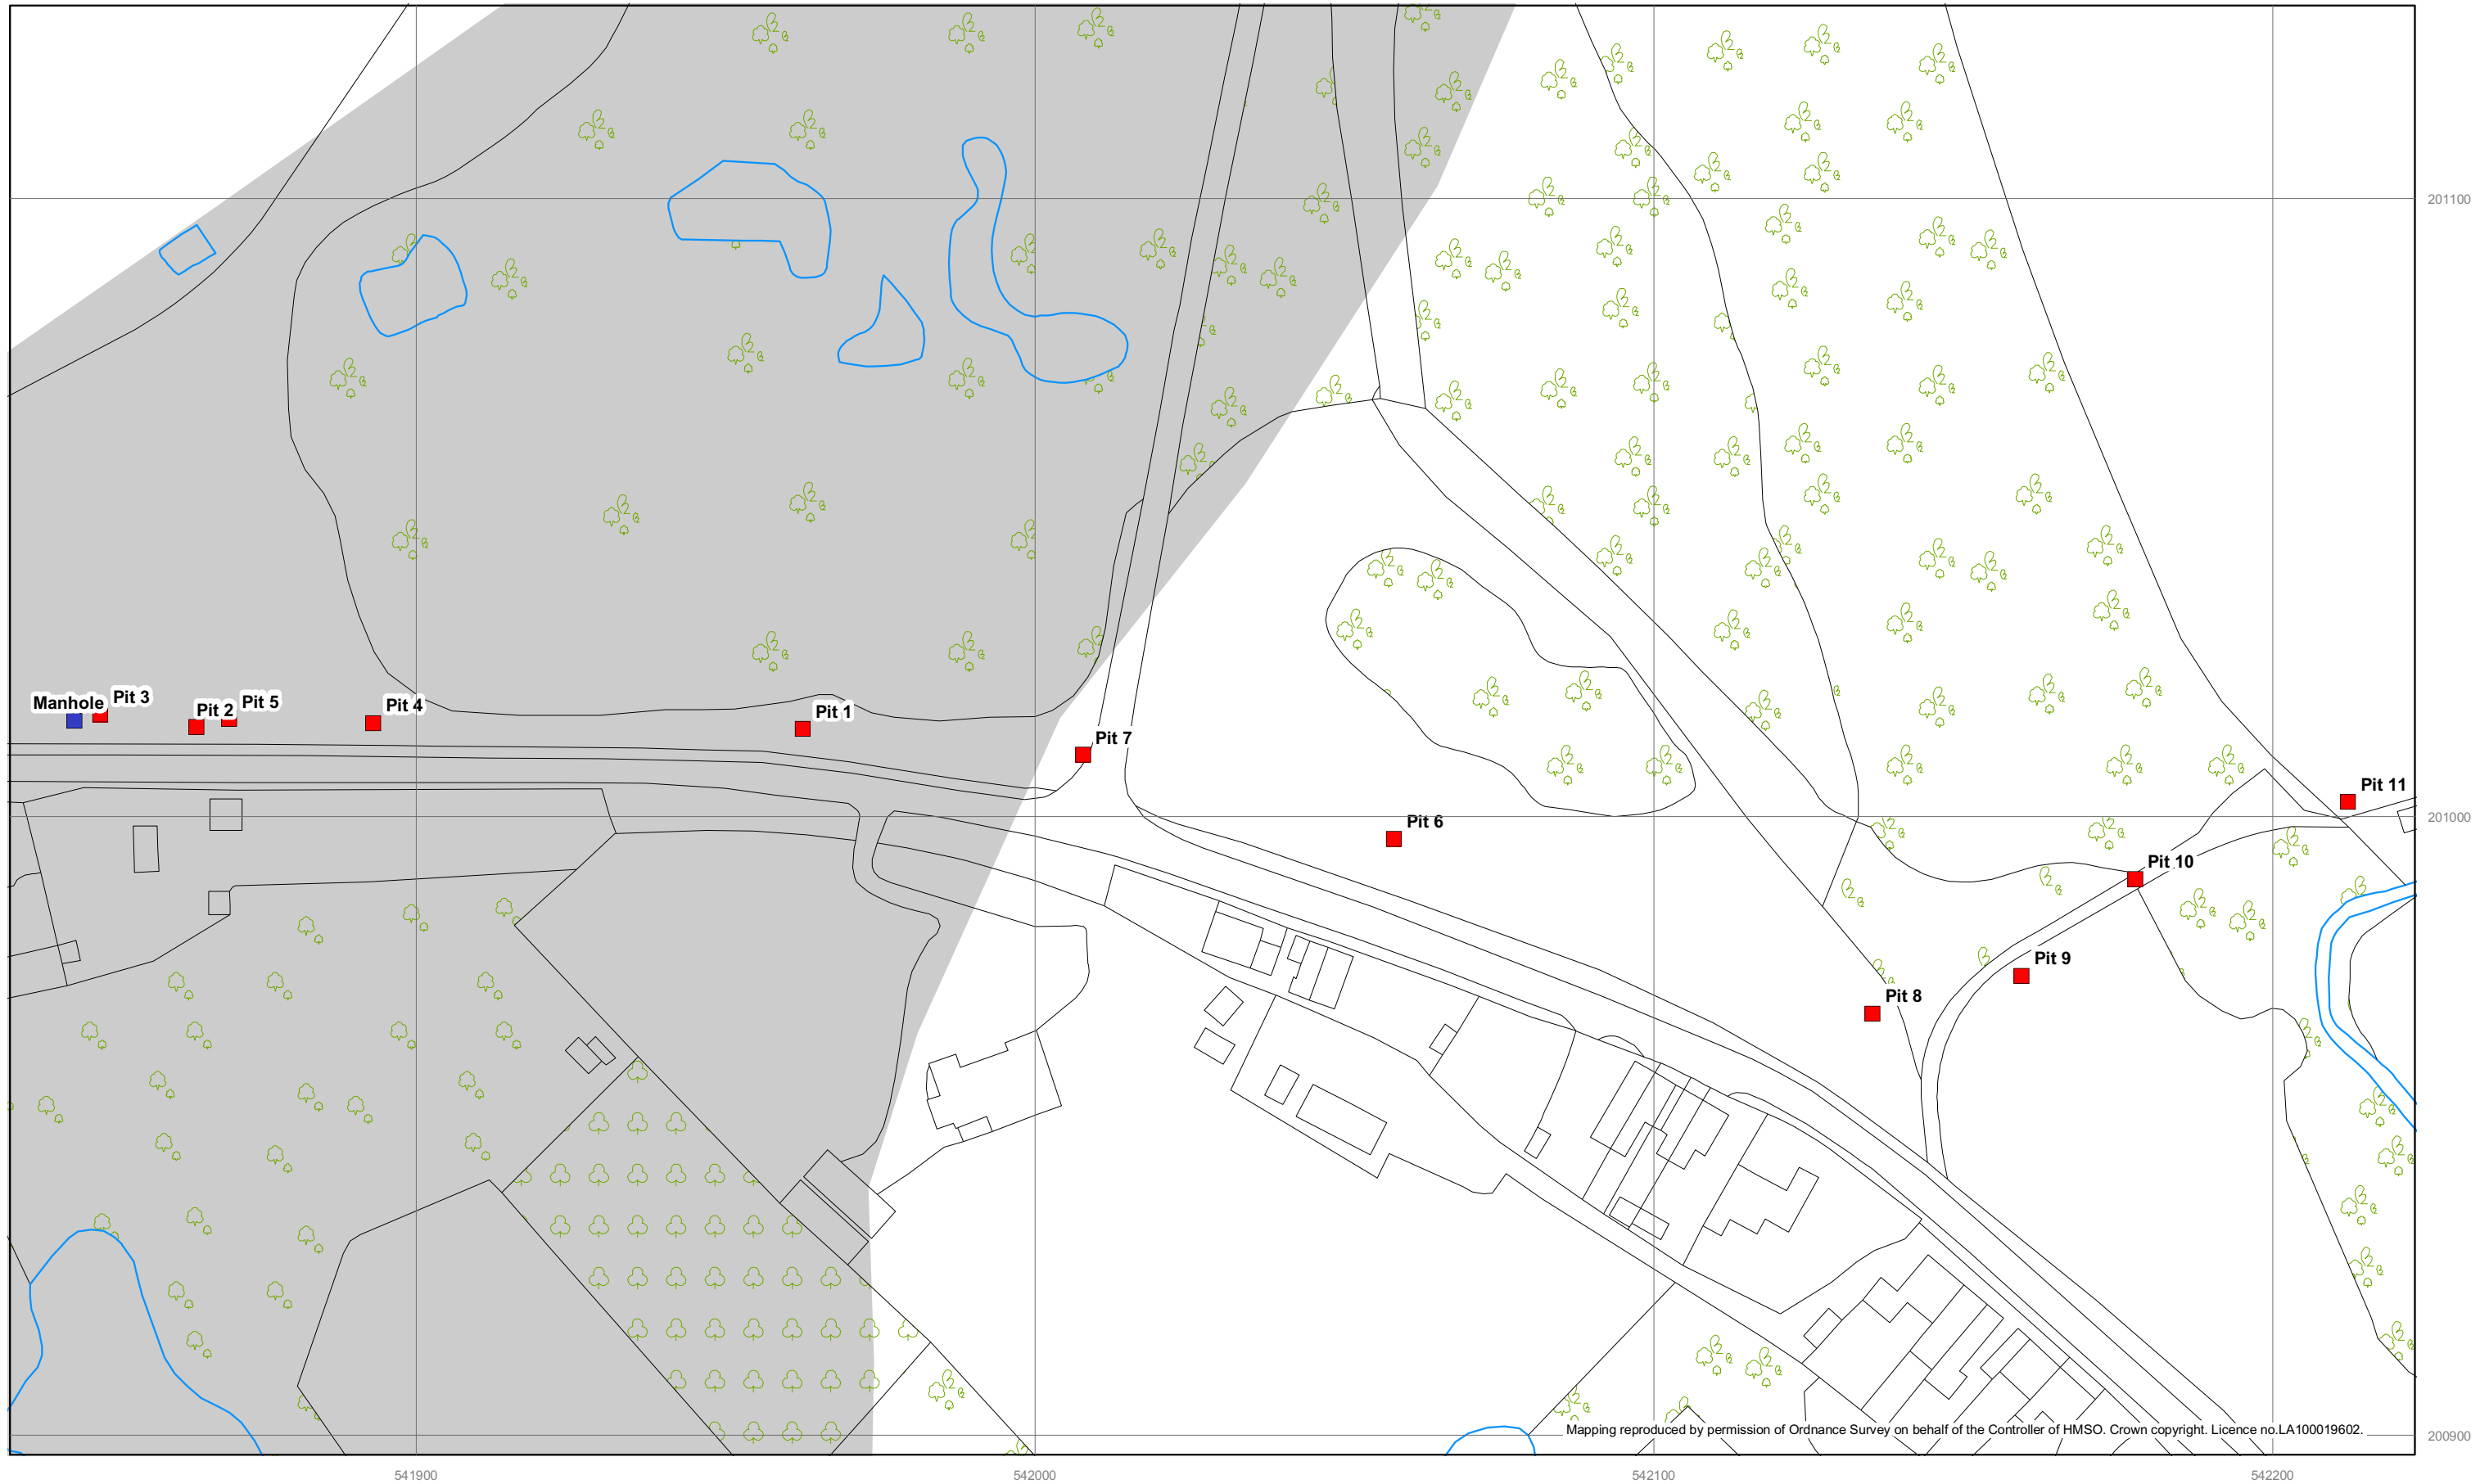 201100
Manhole
Pit 3
Pit 2
Pit 5
Pit 4
Pit 1
Pit 7
Pit 6
Pit 11
201000
Pit 10
Pit 9
Pit 8
Mapping reproduced by permission of Ordnance Survey on behalf of the Controller of HMSO. Crown copyright. Licence no.LA100019602.
200900
541900
542000
542100
542200